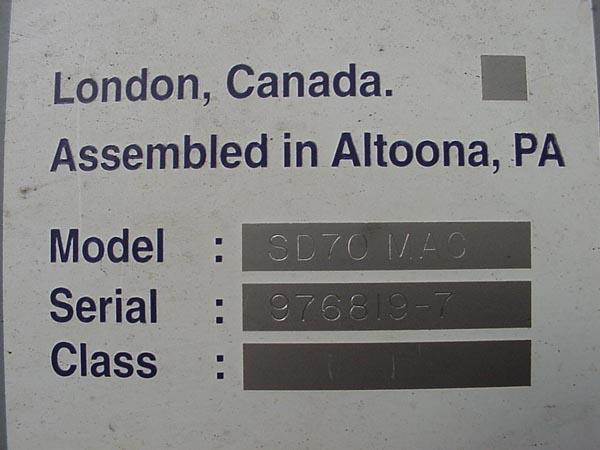 London, Canada.
Assembled in Altoona, PA
Model : SD70 MAC
Serial : 976819-7
Class :